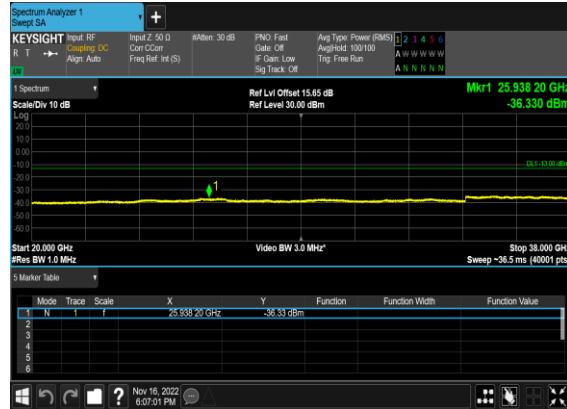 Spectrum Analyzer 1
Swept SA
+
KEYSIGHT Input: RF Input Z: 50 Ω #Atten: 30 dB PNO: Fast Avg Type: Power (RMS) 1 2 3 4 5 6
R T Coupling: DC Corr CCorr Gate: Off Avg|Hold: 100/100 A W W W W W
Align: Auto Freq Ref: Int (S) IF Gain: Low Trig: Free Run
Sig Track: Off A N N N N N
1 Spectrum Ref Lvl Offset 15.65 dB Mkr1 25.938 20 GHz
Scale/Div 10 dB Ref Level 30.00 dBm -36.330 dBm
Log
20.0
10.0
0.00
-10.0 DL1 -13.00 dBm
-20.0
-30.0 1
-40.0
-50.0
-60.0
Start 20.000 GHz Video BW 3.0 MHz* Stop 38.000 GHz
#Res BW 1.0 MHz Sweep ~36.5 ms (40001 pts)
5 Marker Table
Mode Trace Scale X Y Function Function Width Function Value
1 N 1 f 25.938 20 GHz -36.33 dBm
2
3
4
5
6
? Nov 16, 2022
6:07:01 PM